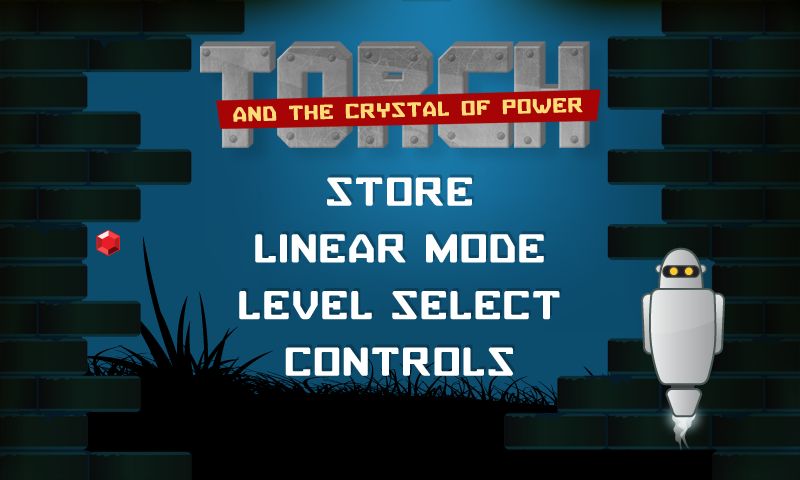 TORCH
AND THE CRYSTAL OF POWER
STORE
LINEAR MODE
LEVEL SELECT
CONTROLS